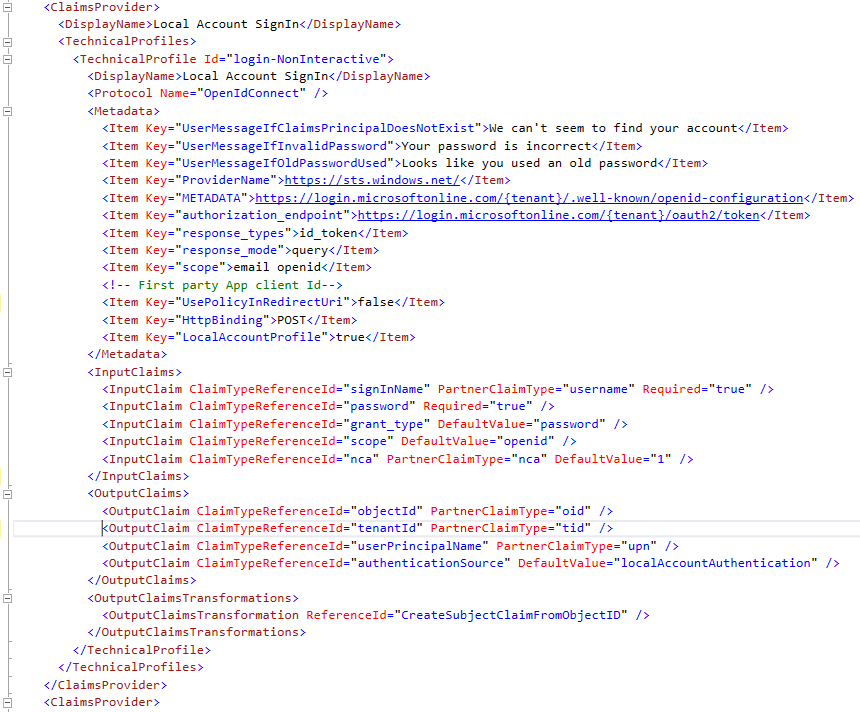 <ClaimsProvider>
<DisplayName>Local Account SignIn</DisplayName>
<TechnicalProfiles>
<TechnicalProfile Id="login-NonInteractive">
<DisplayName>Local Account SignIn</DisplayName>
<Protocol Name="OpenIdConnect" />
<Metadata>
<Item Key="UserMessageIfClaimsPrincipalDoesNotExist">We can't seem to find your account</Item>
<Item Key="UserMessageIfInvalidPassword">Your password is incorrect</Item>
<Item Key="UserMessageIfOldPasswordUsed">Looks like you used an old password</Item>
<Item Key="ProviderName">https://sts.windows.net/</Item>
<Item Key="METADATA">https://login.microsoftonline.com/{tenant}/.well-known/openid-configuration</Item>
<Item Key="authorization_endpoint">https://login.microsoftonline.com/{tenant}/oauth2/token</Item>
<Item Key="response_types">id_token</Item>
<Item Key="response_mode">query</Item>
<Item Key="scope">email openid</Item>
<!-- First party App client Id-->
<Item Key="UsePolicyInRedirectUri">false</Item>
<Item Key="HttpBinding">POST</Item>
<Item Key="LocalAccountProfile">true</Item>
</Metadata>
<InputClaims>
<InputClaim ClaimTypeReferenceId="signInName" PartnerClaimType="username" Required="true" />
<InputClaim ClaimTypeReferenceId="password" Required="true" />
<InputClaim ClaimTypeReferenceId="grant_type" DefaultValue="password" />
<InputClaim ClaimTypeReferenceId="scope" DefaultValue="openid" />
<InputClaim ClaimTypeReferenceId="nca" PartnerClaimType="nca" DefaultValue="1" />
</InputClaims>
<OutputClaims>
<OutputClaim ClaimTypeReferenceId="objectId" PartnerClaimType="oid" />
<OutputClaim ClaimTypeReferenceId="tenantId" PartnerClaimType="tid" />
<OutputClaim ClaimTypeReferenceId="userPrincipalName" PartnerClaimType="upn" />
<OutputClaim ClaimTypeReferenceId="authenticationSource" DefaultValue="localAccountAuthentication" />
</OutputClaims>
<OutputClaimsTransformations>
<OutputClaimsTransformation ReferenceId="CreateSubjectClaimFromObjectID" />
</OutputClaimsTransformations>
</TechnicalProfile>
</TechnicalProfiles>
</ClaimsProvider>
<ClaimsProvider>